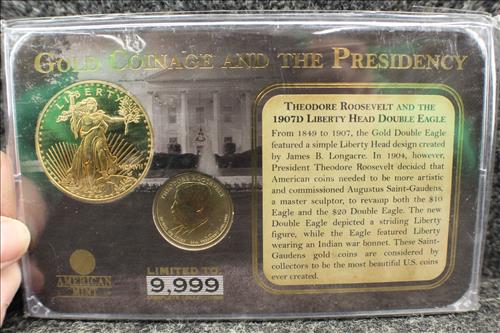 GOLD COINAGE AND THE PRESIDENCY
LIBERTY
THEODORE ROOSEVELT AND THE
1907D LIBERTY HEAD DOUBLE EAGLE
From 1849 to 1907, the Gold Double Eagle
featured a simple Liberty Head design created
by James B. Longacre. In 1904, however,
President Theodore Roosevelt decided that
American coins needed to be more artistic
and commissioned Augustus Saint-Gaudens,
a master sculptor, to revamp both the $10
Eagle and the $20 Double Eagle. The new
Double Eagle depicted a striding Liberty
figure, while the Eagle featured Liberty
wearing an Indian war bonnet. These Saint-
Gaudens gold coins are considered by
collectors to be the most beautiful U.S. coins
ever created.
AMERICAN
MINT
LIMITED TO
9,999